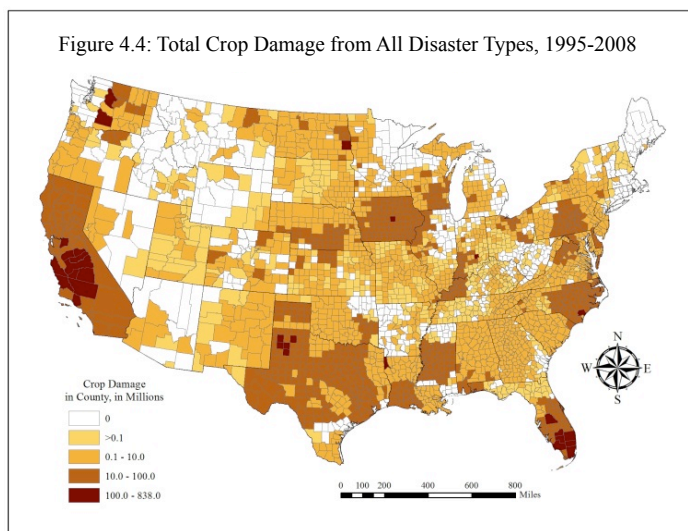 Figure 4.4: Total Crop Damage from All Disaster Types, 1995-2008
N
W E
S
Crop Damage
in County, in Millions
0
>0.1
0.1 - 10.0
10.0 - 100.0
100.0 - 838.0
0 50 100 200 400 600 800
Miles